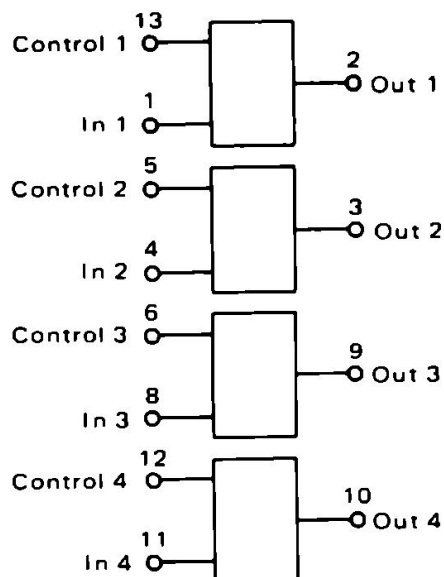 13
Control 1
2
Out 1
1
In 1
5
Control 2
3
Out 2
4
In 2
6
Control 3
9
Out 3
8
In 3
12
Control 4
10
Out 4
11
In 4